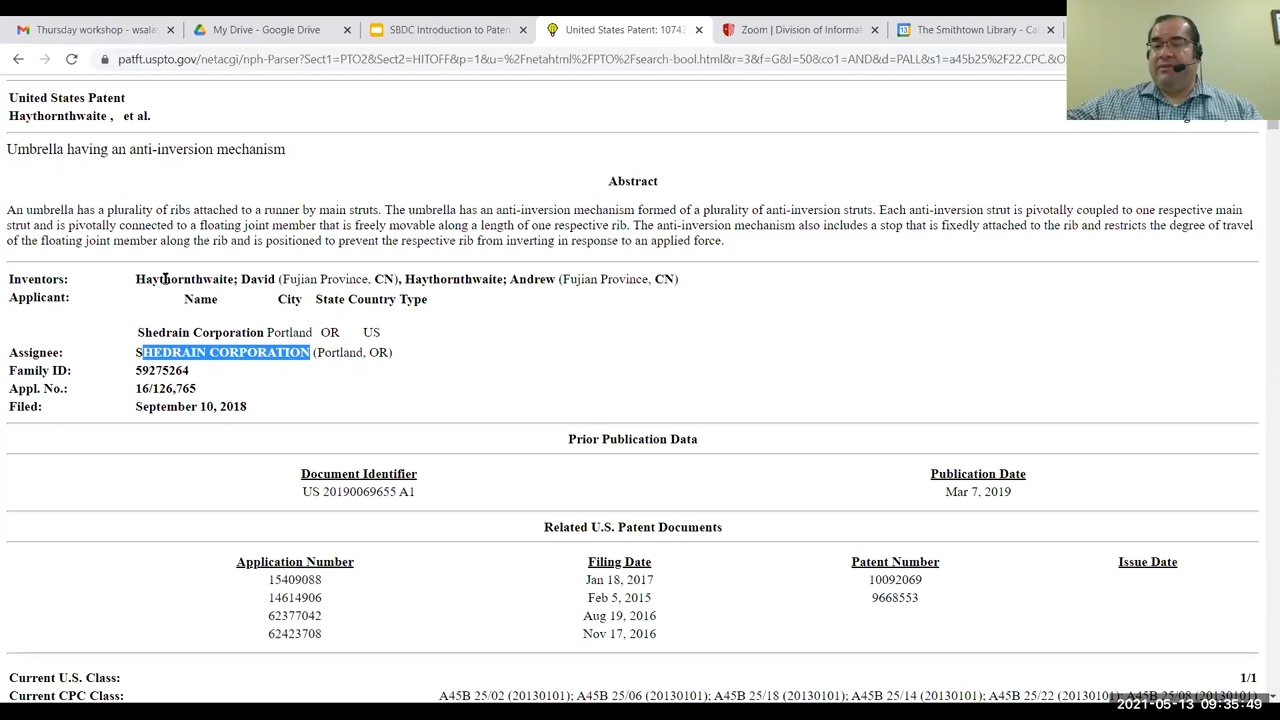 Thursday workshop - wsala
My Drive - Google Drive
SBDC Introduction to Paten
United States Patent: 10743
Zoom | Division of Informat
The Smithtown Library - Ca
patft.uspto.gov/netacgi/nph-Parser?Sect1=PTO2&Sect2=HITOFF&p=1&u=%2Fnetahtml%2FPTO%2Fsearch-bool.html&r=3&f=G&l=50&co1=AND&d=PALL&s1=a45b25%2F22.CPC.&O
United States Patent
Haythornthwaite , et al.
Umbrella having an anti-inversion mechanism
Abstract
An umbrella has a plurality of ribs attached to a runner by main struts. The umbrella has an anti-inversion mechanism formed of a plurality of anti-inversion struts. Each anti-inversion strut is pivotally coupled to one respective main
strut and is pivotally connected to a floating joint member that is freely movable along a length of one respective rib. The anti-inversion mechanism also includes a stop that is fixedly attached to the rib and restricts the degree of travel
of the floating joint member along the rib and is positioned to prevent the respective rib from inverting in response to an applied force.
Inventors: Haythornthwaite; David (Fujian Province, CN), Haythornthwaite; Andrew (Fujian Province, CN)
Applicant: Name City State Country Type
Shedrain Corporation Portland OR US
Assignee: SHEDRAIN CORPORATION (Portland, OR)
Family ID: 59275264
Appl. No.: 16/126,765
Filed: September 10, 2018
Prior Publication Data
Document Identifier Publication Date
US 20190069655 A1 Mar 7, 2019
Related U.S. Patent Documents
Application Number Filing Date Patent Number Issue Date
15409088 Jan 18, 2017 10092069
14614906 Feb 5, 2015 9668553
62377042 Aug 19, 2016
62423708 Nov 17, 2016
Current U.S. Class: 1/1
Current CPC Class: A45B 25/02 (20130101); A45B 25/06 (20130101); A45B 25/18 (20130101); A45B 25/14 (20130101); A45B 25/22 (20130101); A45B 25/08 (20130101)
2021-05-13 09:35:49